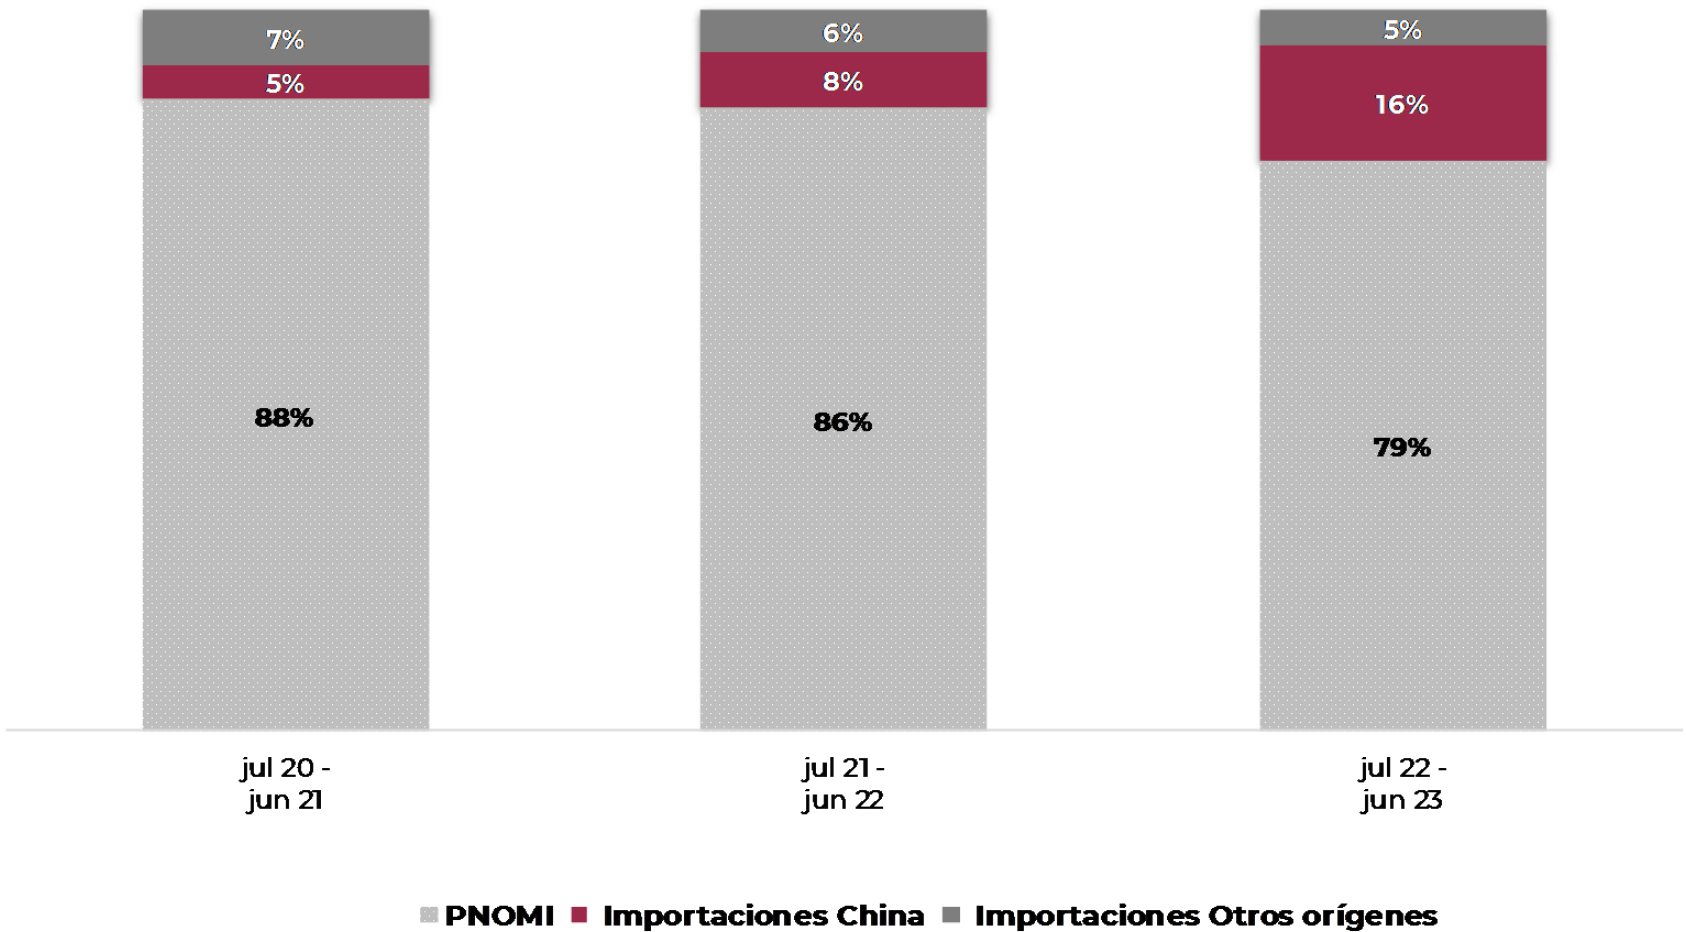 7%
6%
5%
5%
8%
16%
88%
86%
79%
jul 20 -
jun 21
jul 21 -
jun 22
jul 22 -
jun 23
PNOMI Importaciones China Importaciones Otros orígenes